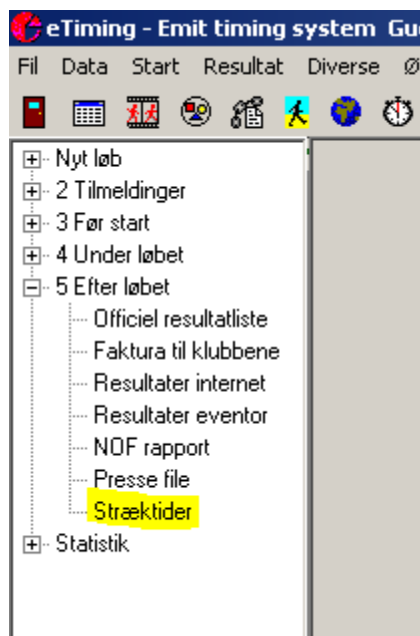 eTiming - Emit timing system
Fil Data Start Resultat Diverse
Nyt løb
2 Tilmeldinger
3 Før start
4 Under løbet
5 Efter løbet
Officiel resultatliste
Faktura til klubbene
Resultater internet
Resultater eventor
NOF rapport
Presse file
Stræktider
Statistik